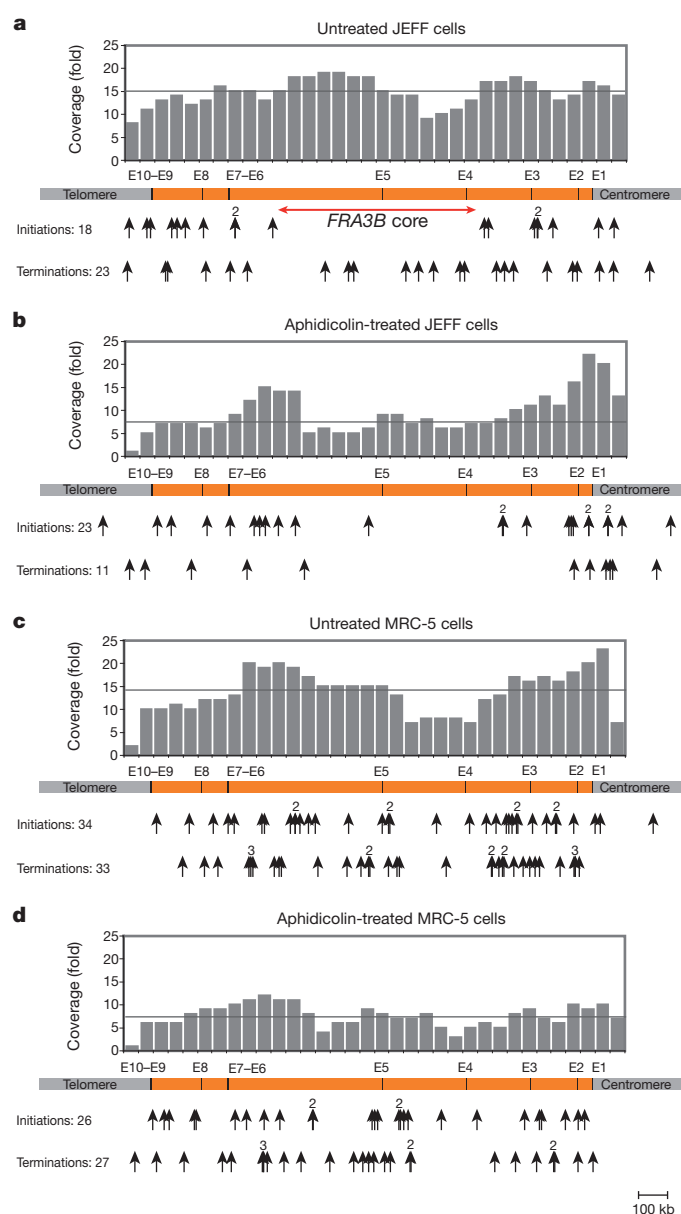 a
Untreated JEFF cells
Coverage (fold)
25
20
15
10
5
0
E10–E9 E8 E7–E6 E5 E4 E3 E2 E1
Telomere Centromere
FRA3B core
2 2
Initiations: 18
Terminations: 23
b
Aphidicolin-treated JEFF cells
Coverage (fold)
25
20
15
10
5
0
E10–E9 E8 E7–E6 E5 E4 E3 E2 E1
Telomere Centromere
2 2 2
Initiations: 23
Terminations: 11
c
Untreated MRC-5 cells
Coverage (fold)
25
20
15
10
5
0
E10–E9 E8 E7–E6 E5 E4 E3 E2 E1
Telomere Centromere
2 2 2 2
Initiations: 34
3 2 2 2 3
Terminations: 33
d
Aphidicolin-treated MRC-5 cells
Coverage (fold)
25
20
15
10
5
0
E10–E9 E8 E7–E6 E5 E4 E3 E2 E1
Telomere Centromere
2 2
Initiations: 26
3 2 2
Terminations: 27
100 kb